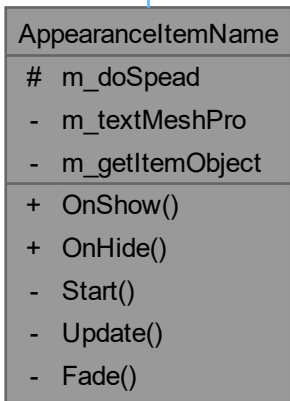 AppearanceItemName
# m_doSpead
- m_textMeshPro
- m_getItemObject
+ OnShow()
+ OnHide()
- Start()
- Update()
- Fade()